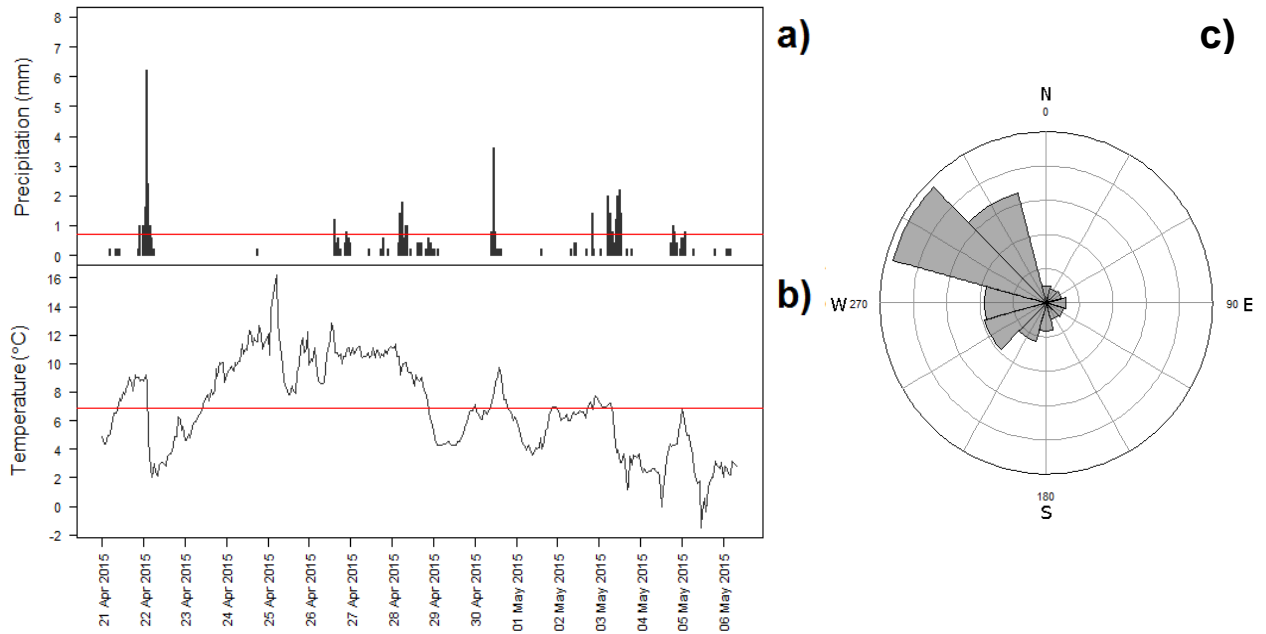 a)
Precipitation (mm)
8
7
6
5
4
3
2
1
0
b)
Temperature (°C)
16
14
12
10
8
6
4
2
0
-2
21 Apr 2015
22 Apr 2015
23 Apr 2015
24 Apr 2015
25 Apr 2015
26 Apr 2015
27 Apr 2015
28 Apr 2015
29 Apr 2015
30 Apr 2015
01 May 2015
02 May 2015
03 May 2015
04 May 2015
05 May 2015
06 May 2015
c)
N
0
W 270
90 E
180
S